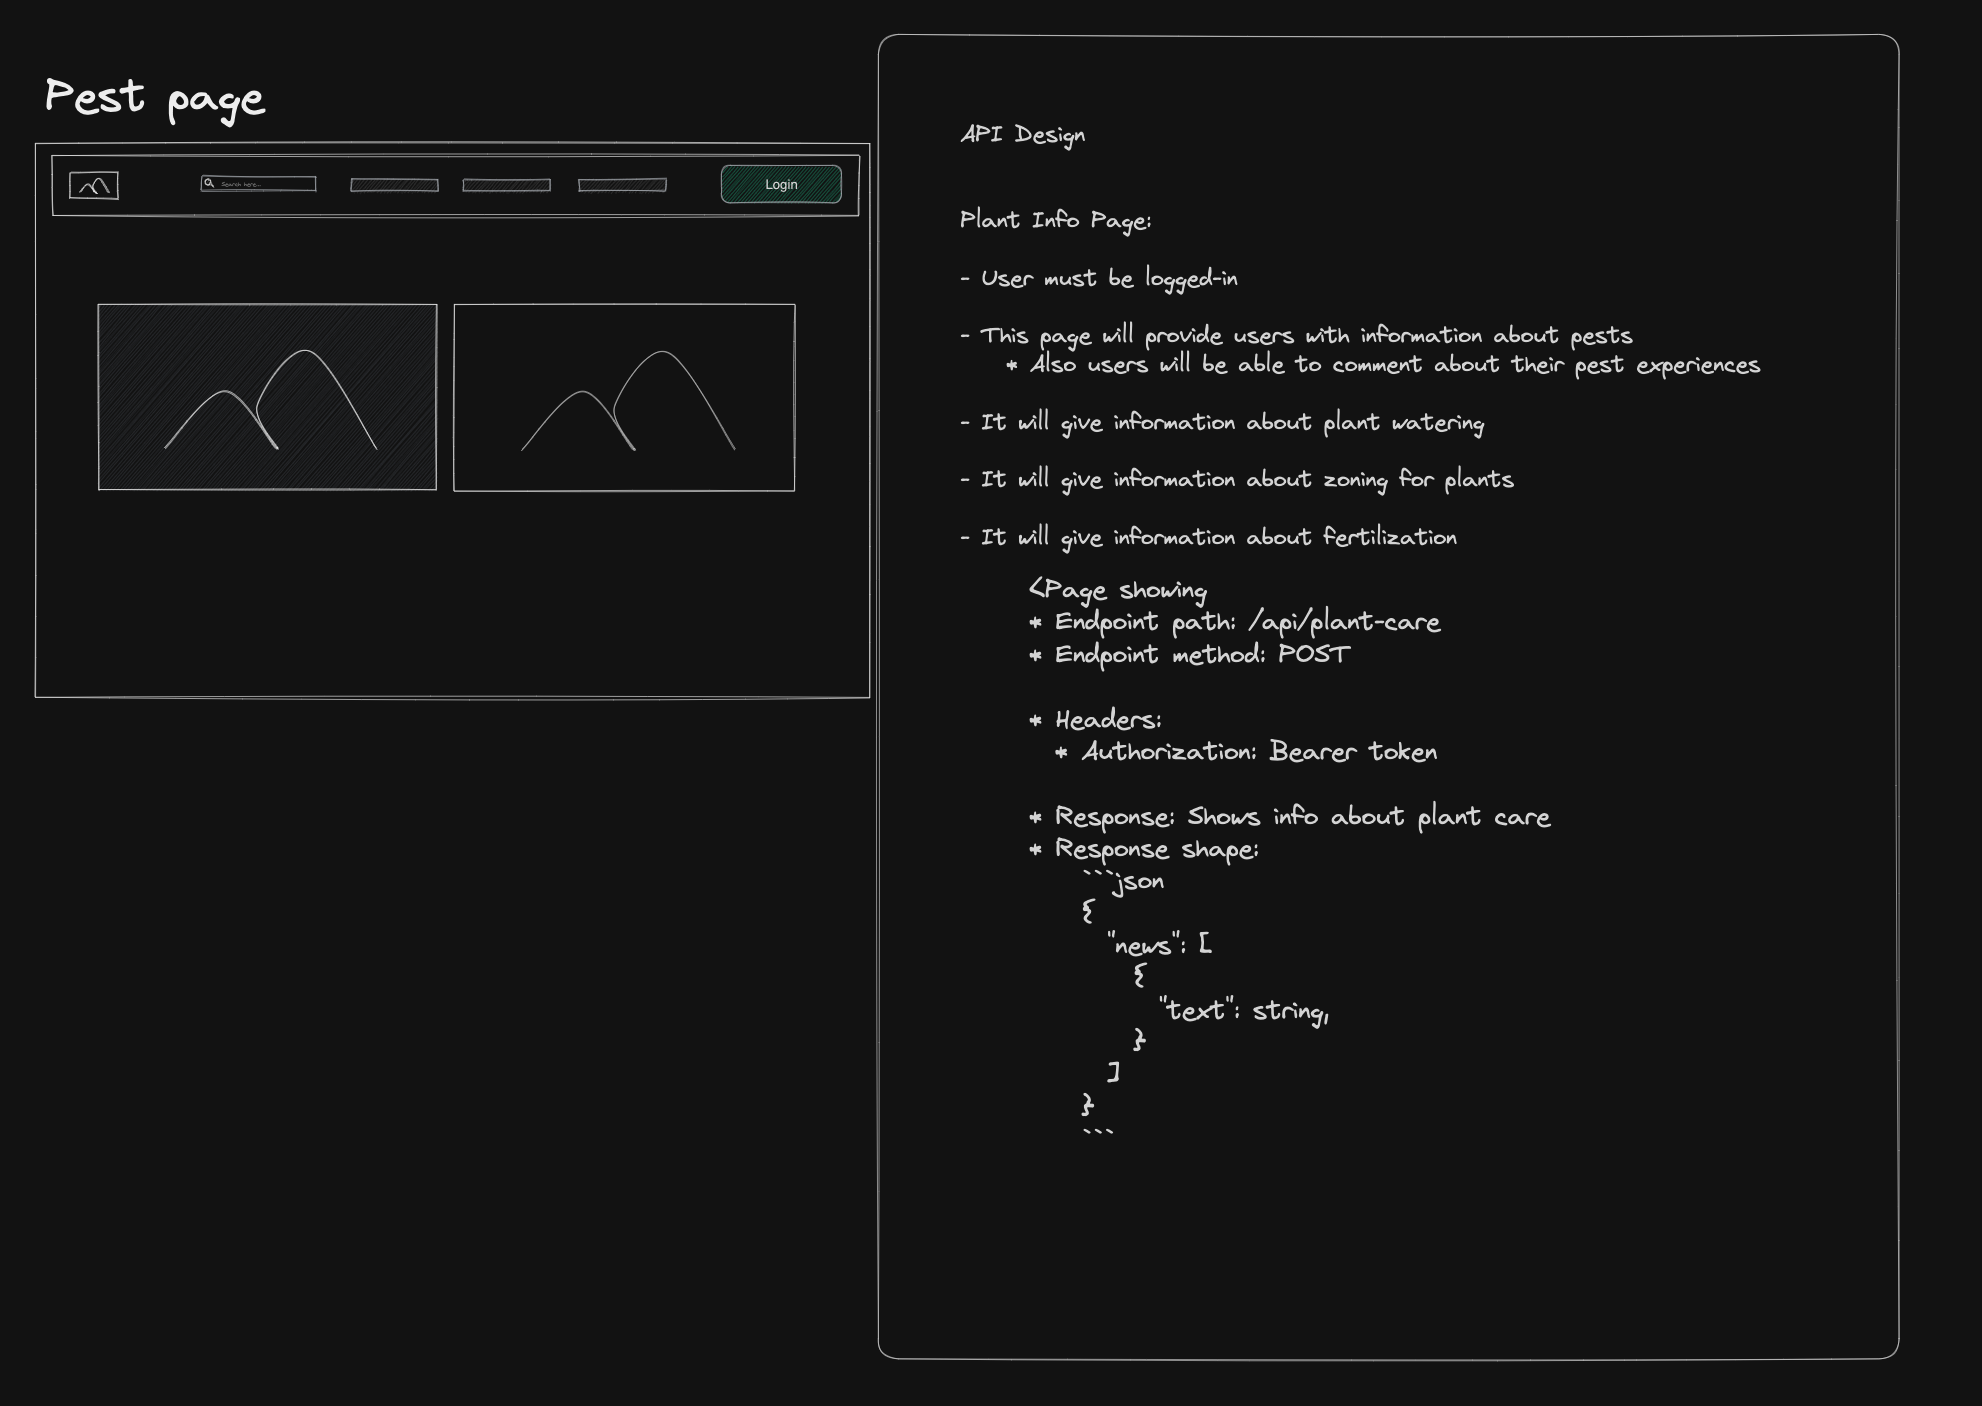 Pest page
Search here...
Login
API Design
Plant Info Page:
- User must be logged-in
- This page will provide users with information about pests
* Also users will be able to comment about their pest experiences
- It will give information about plant watering
- It will give information about zoning for plants
- It will give information about fertilization
<Page showing
* Endpoint path: /api/plant-care
* Endpoint method: POST
* Headers:
* Authorization: Bearer token
* Response: Shows info about plant care
* Response shape:
```json
{
"news": [
{
"text": string,
}
]
}
```